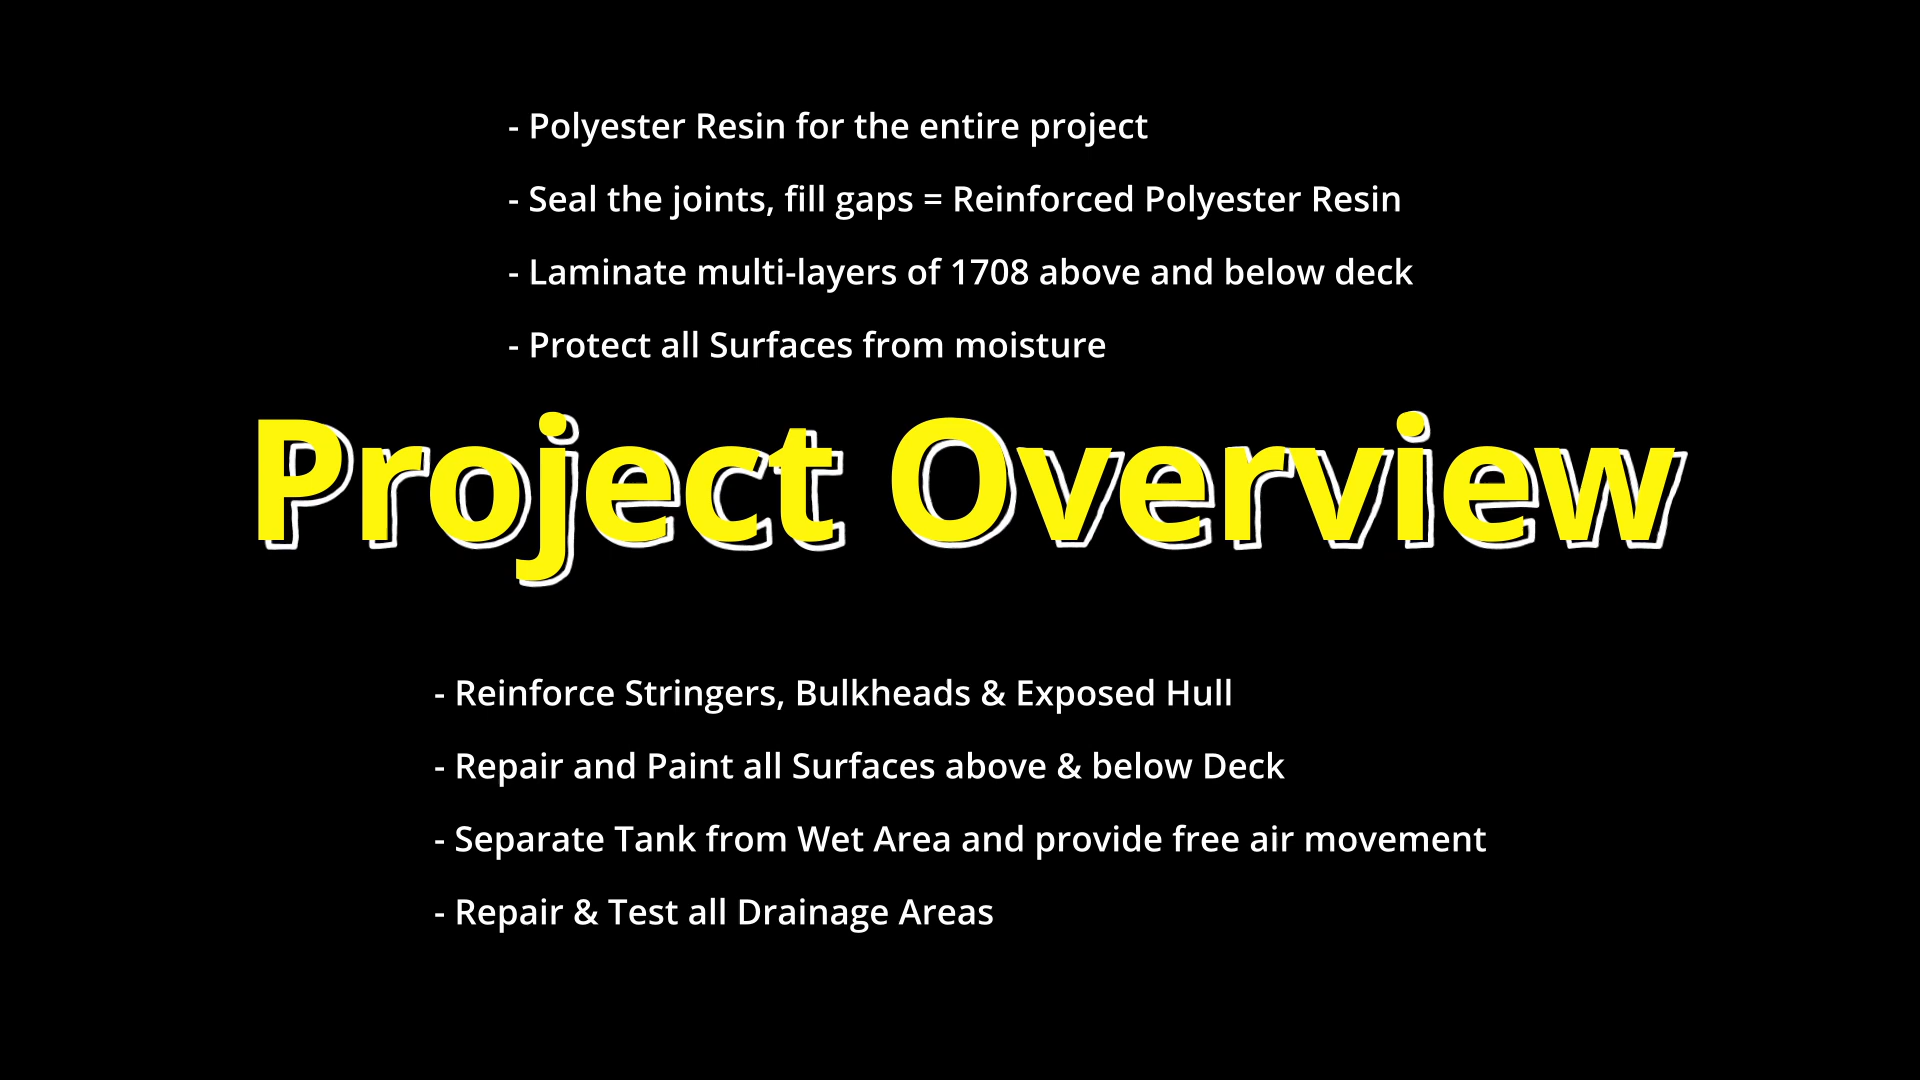 - Polyester Resin for the entire project
- Seal the joints, fill gaps = Reinforced Polyester Resin
- Laminate multi-layers of 1708 above and below deck
- Protect all Surfaces from moisture
Project Overview
- Reinforce Stringers, Bulkheads & Exposed Hull
- Repair and Paint all Surfaces above & below Deck
- Separate Tank from Wet Area and provide free air movement
- Repair & Test all Drainage Areas